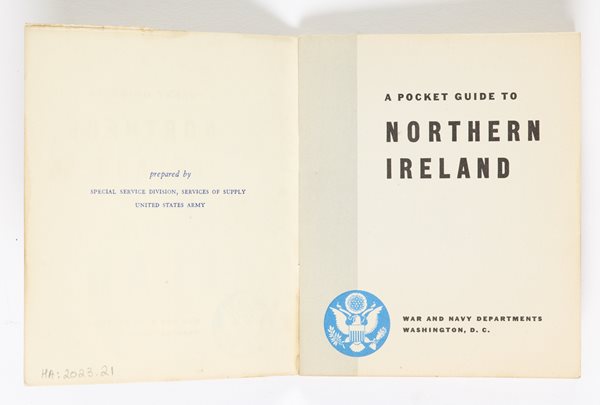 prepared by
SPECIAL SERVICE DIVISION, SERVICES OF SUPPLY
UNITED STATES ARMY
HA:2023.21
A POCKET GUIDE TO
NORTHERN
IRELAND
WAR AND NAVY DEPARTMENTS
WASHINGTON, D. C.